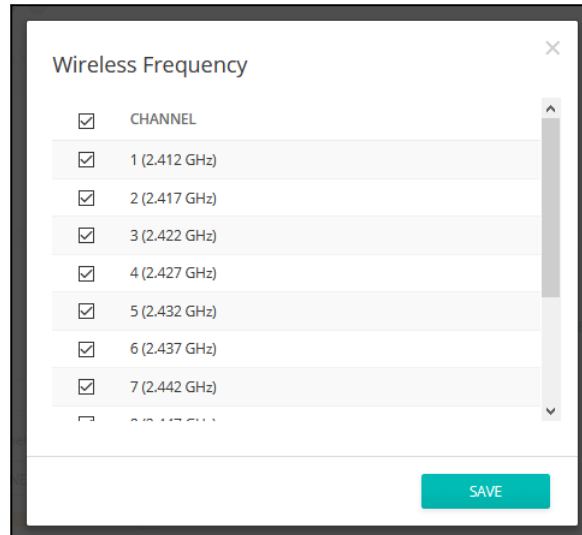 Wireless Frequency
CHANNEL
1 (2.412 GHz)
2 (2.417 GHz)
3 (2.422 GHz)
4 (2.427 GHz)
5 (2.432 GHz)
6 (2.437 GHz)
7 (2.442 GHz)
SAVE